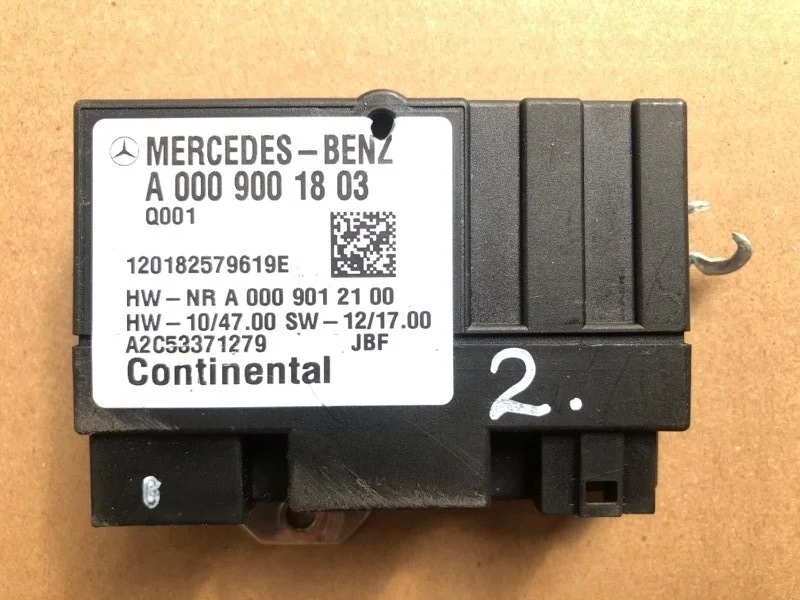 MERCEDES-BENZ
A 000 900 18 03
Q001
120182579619E
HW-NR A 000 901 21 00
HW-10/47.00 SW-12/17.00
A2C53371279 JBF
Continental
2.